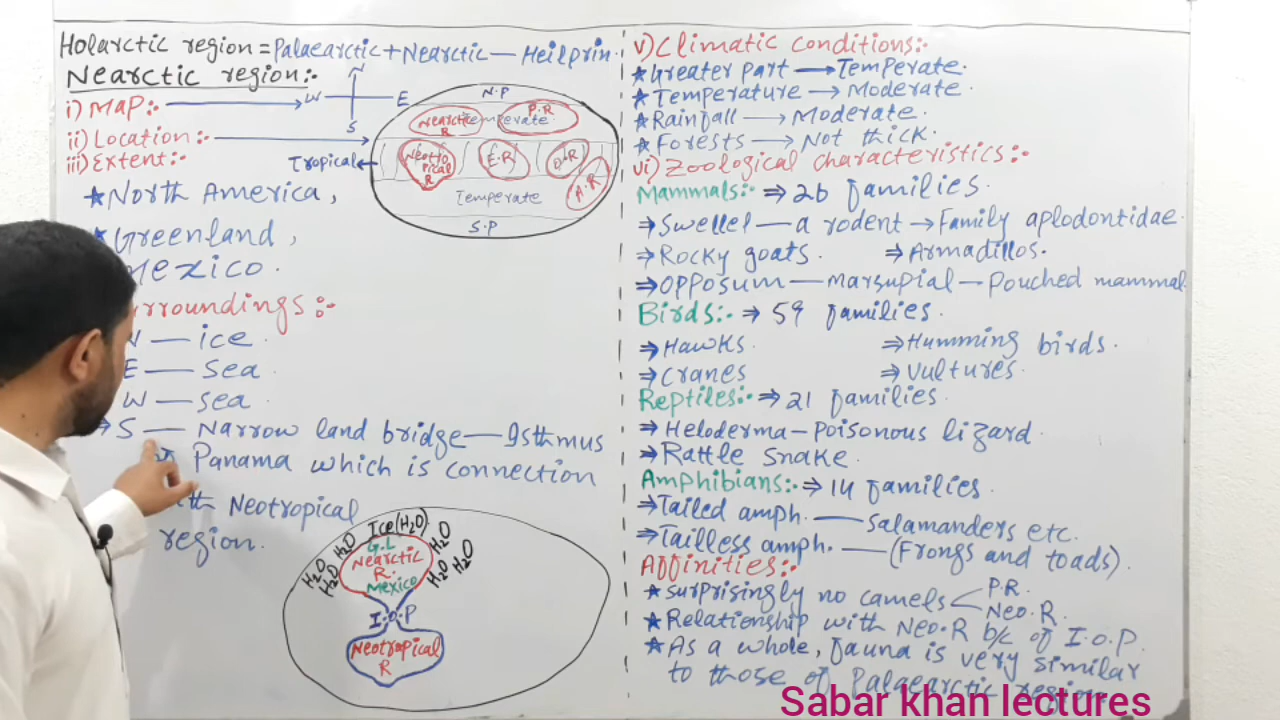 Holarctic region = Palaearctic + Nearctic — Heilprin.
Nearctic region:-
i) Map:- →
ii) Location:- →
iii) Extent:-
★ North America,
★ Greenland,
Mexico.
rroundings:-
N — ice.
E — Sea.
W — sea
→ S — Narrow land bridge — Isthmus
Panama which is connection
Neotropical
region.
N
W
E
S
N.P
Temperate
Nearctic R
P.R
Tropical ←
Neotropical R
E.R
O.R
A.R
Temperate
S.P
Ice (H2O)
H2O
H2O
H2O
H2O
H2O
H2O
H2O
G.L
Nearctic
R.
Mexico
I.O.P
Neotropical
R
v) Climatic conditions:-
★ Greater part → Temperate.
★ Temperature → Moderate.
★ Rainfall → Moderate.
★ Forests → Not thick.
vi) Zoological characteristics:-
Mammals:- ⇒ 26 families.
⇒ Swellel — a rodent → Family aplodontidae.
⇒ Rocky goats. ⇒ Armadillos.
⇒ Opposum — marsupial — pouched mammal
Birds:- ⇒ 59 families.
⇒ Hawks ⇒ Humming birds.
⇒ Cranes ⇒ Vultures.
Reptiles:- ⇒ 21 families.
⇒ Heloderma - Poisonous lizard.
⇒ Rattle snake.
Amphibians:- ⇒ 14 families.
⇒ Tailed amph. — Salamanders etc.
⇒ Tailless amph. — (Frongs and toads).
Affinities:-
★ Surprisingly no camels < P.R Neo.R.
★ Relationship with Neo.R b/c of I.O.P.
★ As a whole, fauna is very similar
to those of Palaearctic region
Sabar khan lectures